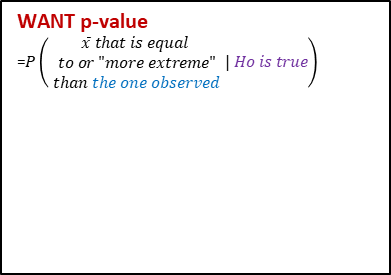 WANT p-value
x̄ that is equal
=P( to or "more extreme" | Ho is true)
than the one observed